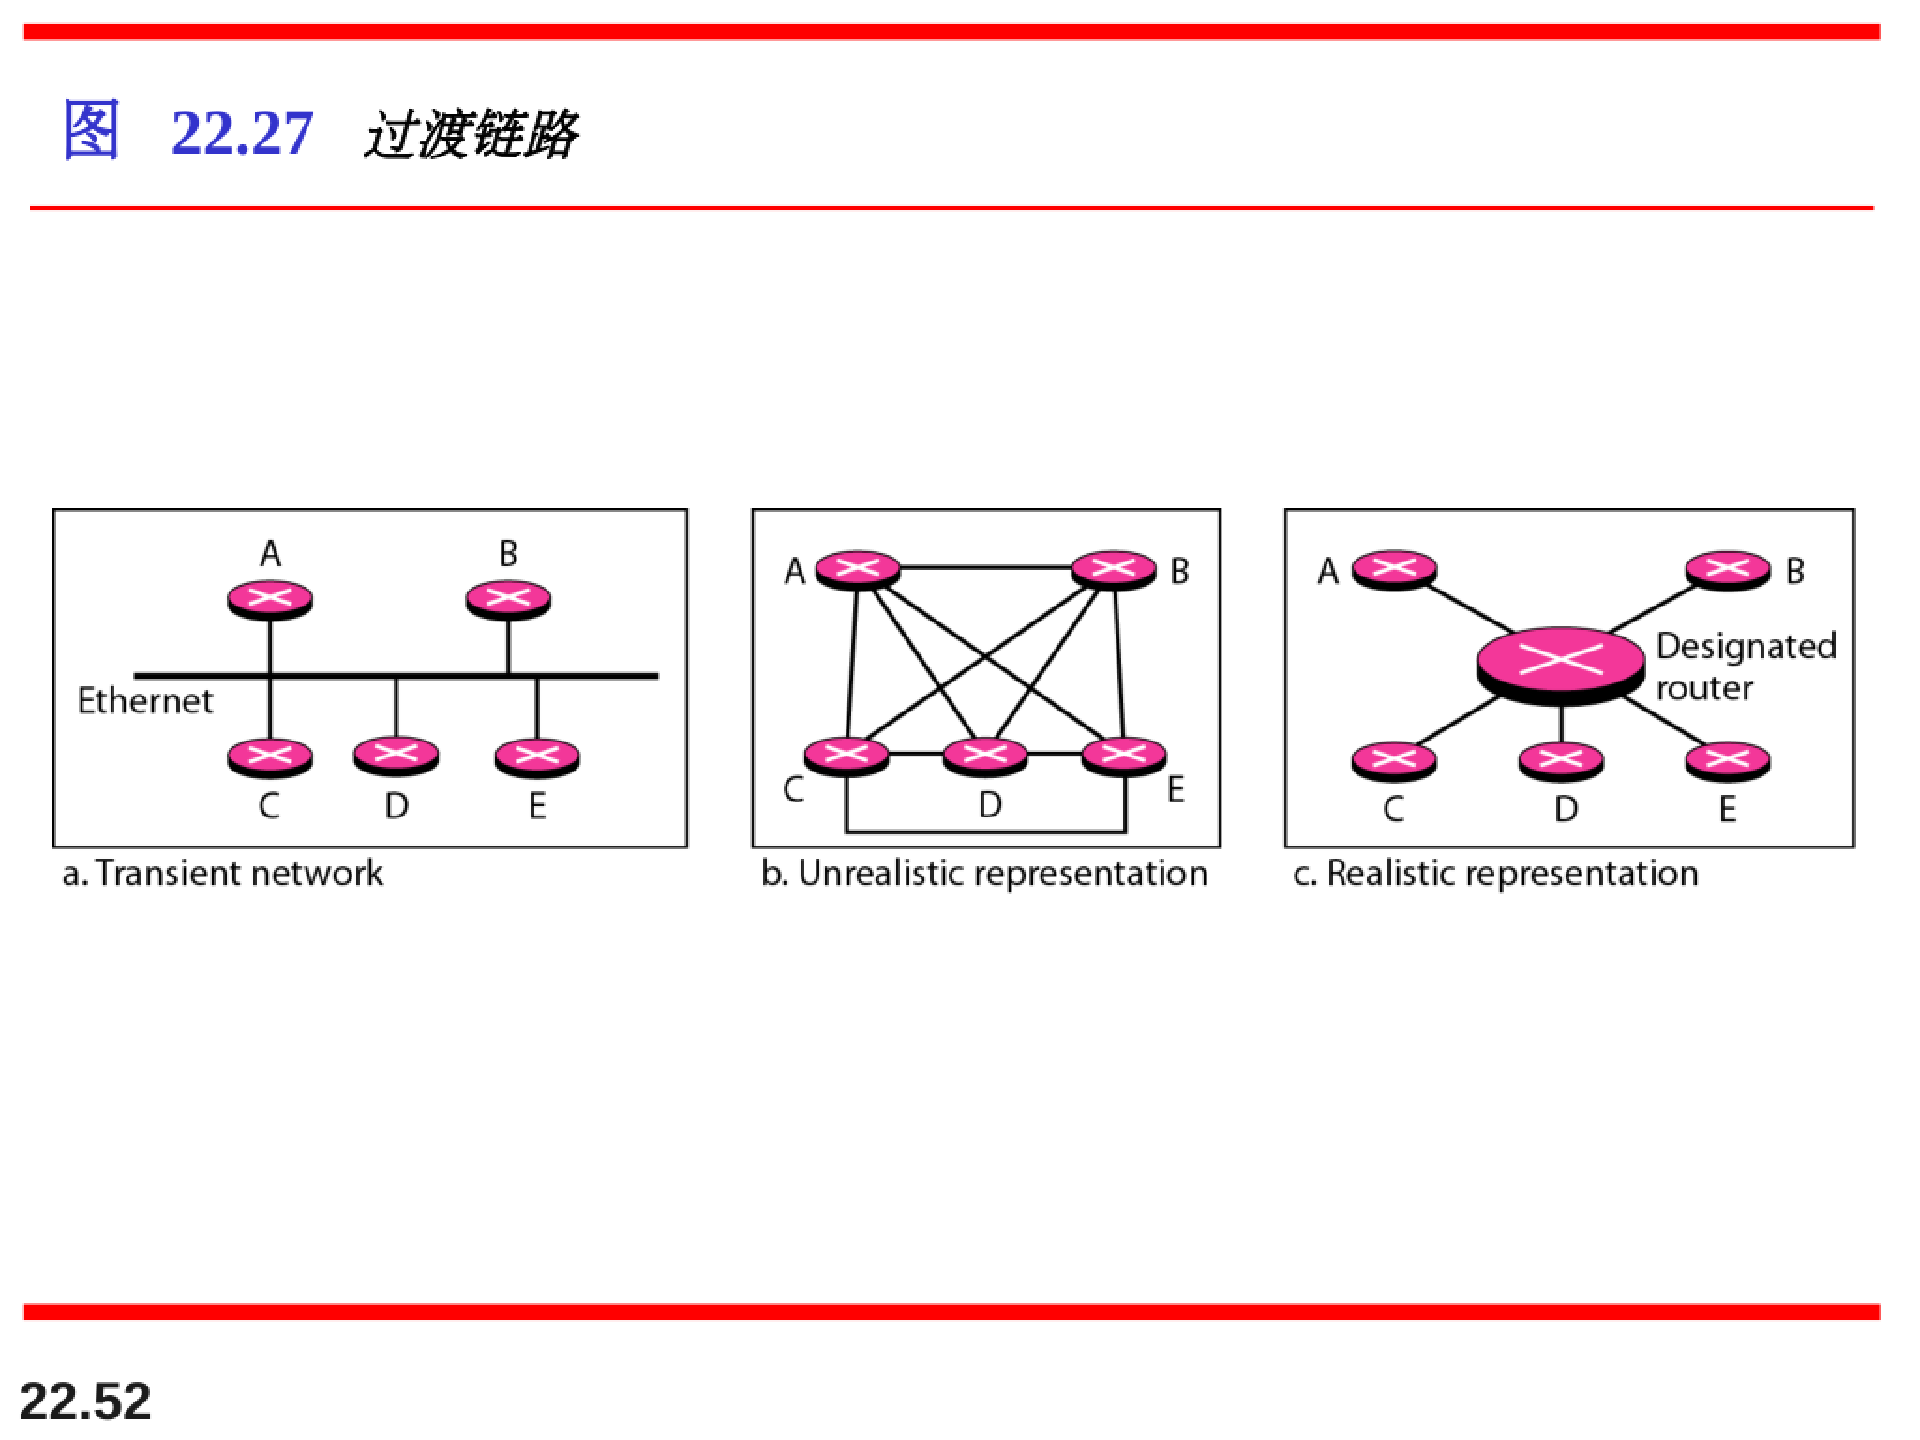 图 22.27 过渡链路
A
B
Ethernet
C
D
E
a. Transient network
A
B
C
D
E
b. Unrealistic representation
A
B
Designated
router
C
D
E
c. Realistic representation
22.52